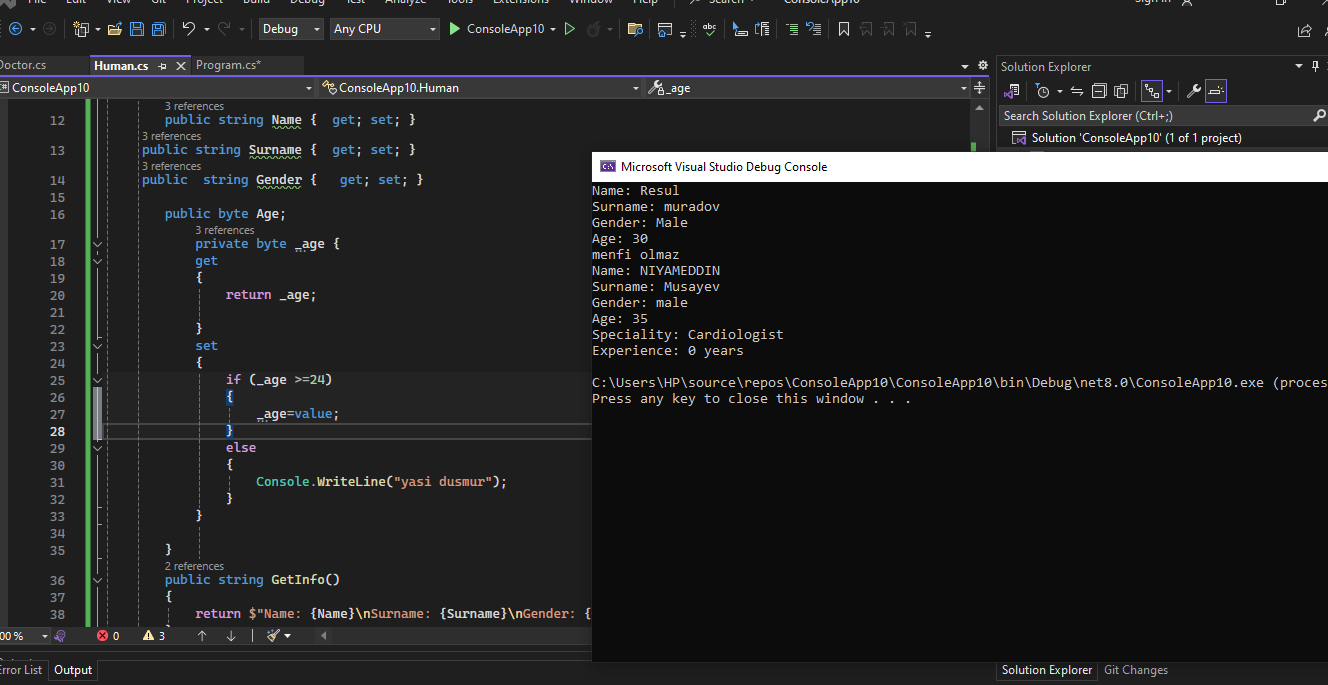 Debug
Any CPU
ConsoleApp10
Doctor.cs
Human.cs
Program.cs*
ConsoleApp10
ConsoleApp10.Human
_age
3 references
12 public string Name { get; set; }
3 references
13 public string Surname { get; set; }
3 references
14 public string Gender { get; set; }
15
16 public byte Age;
3 references
17 private byte _age {
18 get
19 {
20 return _age;
21
22 }
23 set
24 {
25 if (_age >=24)
26 {
27 _age=value;
28 }
29 else
30 {
31 Console.WriteLine("yasi dusmur");
32 }
33 }
34
35 }
2 references
36 public string GetInfo()
37 {
38 return $"Name: {Name}\nSurname: {Surname}\nGender: {
00 %
0
3
Error List
Output
Solution Explorer
Search Solution Explorer (Ctrl+;)
Solution 'ConsoleApp10' (1 of 1 project)
Microsoft Visual Studio Debug Console
Name: Resul
Surname: muradov
Gender: Male
Age: 30
menfi olmaz
Name: NIYAMEDDIN
Surname: Musayev
Gender: male
Age: 35
Speciality: Cardiologist
Experience: 0 years
C:\Users\HP\source\repos\ConsoleApp10\ConsoleApp10\bin\Debug\net8.0\ConsoleApp10.exe (proces
Press any key to close this window . . .
Solution Explorer
Git Changes